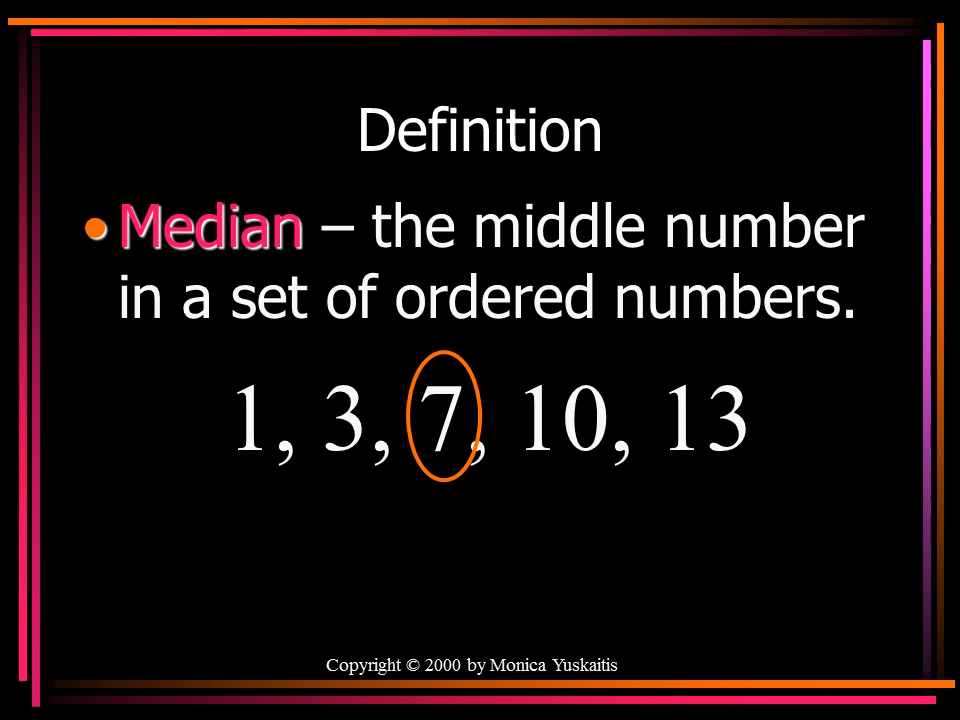 Definition
•Median – the middle number
in a set of ordered numbers.
1, 3, 7, 10, 13
Copyright © 2000 by Monica Yuskaitis